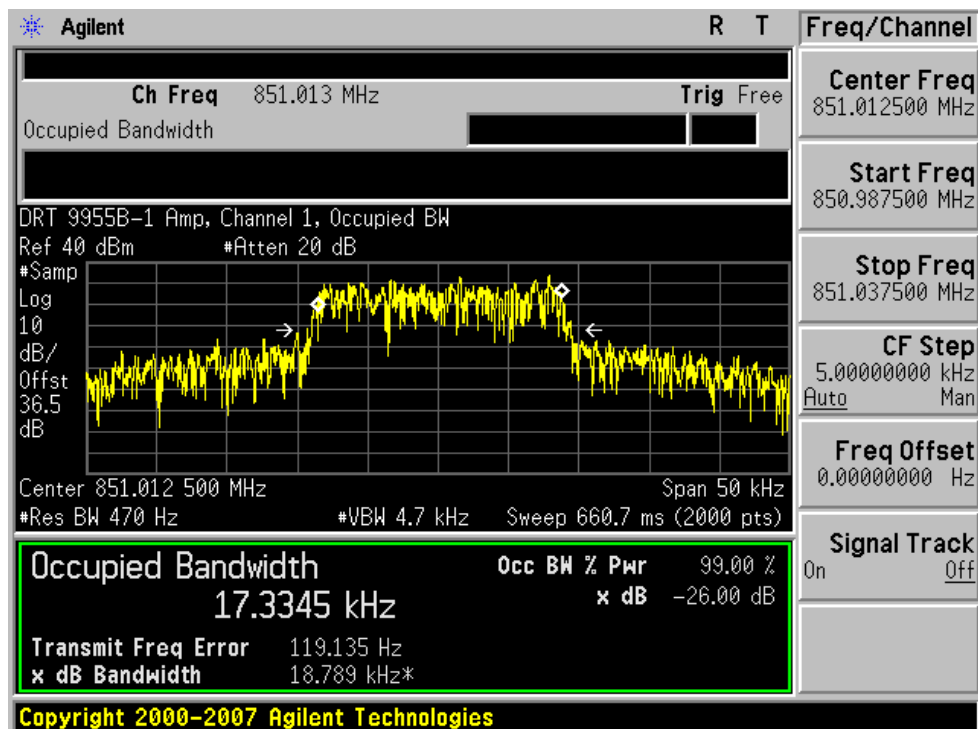 Agilent R T
Freq/Channel
Ch Freq 851.013 MHz Trig Free
Occupied Bandwidth
DRT 9955B-1 Amp, Channel 1, Occupied BW
Ref 40 dBm #Atten 20 dB
#Samp
Log
10
dB/
Offst
36.5
dB
Center 851.012 500 MHz Span 50 kHz
#Res BW 470 Hz #VBW 4.7 kHz Sweep 660.7 ms (2000 pts)
Occupied Bandwidth Occ BW % Pwr 99.00 %
17.3345 kHz x dB -26.00 dB
Transmit Freq Error 119.135 Hz
x dB Bandwidth 18.789 kHz*
Center Freq
851.012500 MHz
Start Freq
850.987500 MHz
Stop Freq
851.037500 MHz
CF Step
5.00000000 kHz
Auto Man
Freq Offset
0.00000000 Hz
Signal Track
On Off
Copyright 2000-2007 Agilent Technologies